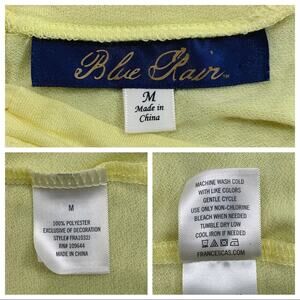 Blue Rain
M
Made in
China
M
100% POLYESTER
EXCLUSIVE OF DECORATION
STYLE# FRA1033J
RN# 109644
MADE IN CHINA
MACHINE WASH COLD
WITH LIKE COLORS
GENTLE CYCLE
USE ONLY NON-CHLORINE
BLEACH WHEN NEEDED
TUMBLE DRY LOW
COOL IRON IF NEEDED
FRANCESCAS.COM